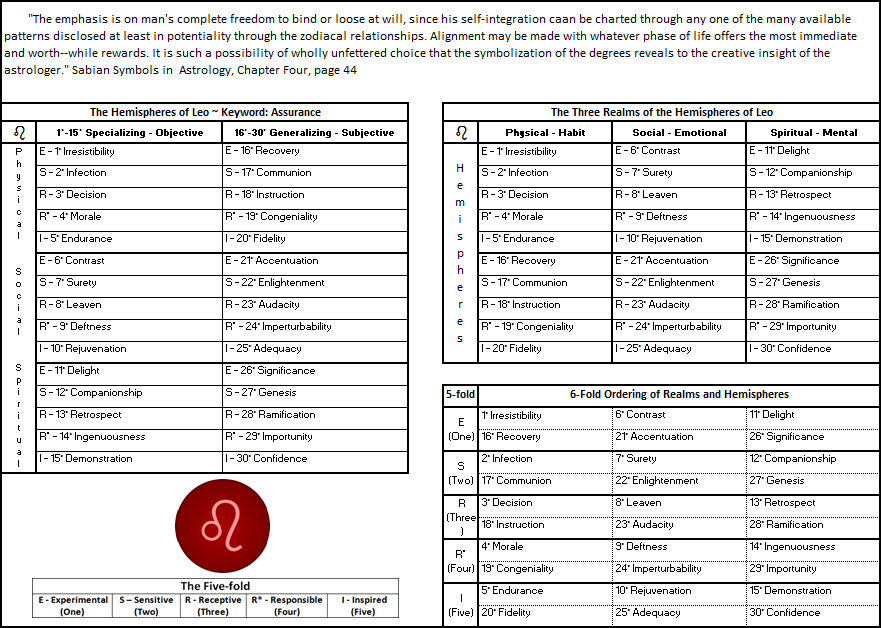 "The emphasis is on man's complete freedom to bind or loose at will, since his self-integration caan be charted through any one of the many available
patterns disclosed at least in potentiality through the zodiacal relationships. Alignment may be made with whatever phase of life offers the most immediate
and worth--while rewards. It is such a possibility of wholly unfettered choice that the symbolization of the degrees reveals to the creative insight of the
astrologer." Sabian Symbols in Astrology, Chapter Four, page 44
The Hemispheres of Leo ~ Keyword: Assurance
♌ 1°-15° Specializing - Objective 16°-30° Generalizing - Subjective
Physical
E - 1° Irresistibility E - 16° Recovery
S - 2° Infection S - 17° Communion
R - 3° Decision R - 18° Instruction
R* - 4° Morale R* - 19° Congeniality
I - 5° Endurance I - 20° Fidelity
Social
E - 6° Contrast E - 21° Accentuation
S - 7° Surety S - 22° Enlightenment
R - 8° Leaven R - 23° Audacity
R* - 9° Deftness R* - 24° Imperturbability
I - 10° Rejuvenation I - 25° Adequacy
Spiritual
E - 11° Delight E - 26° Significance
S - 12° Companionship S - 27° Genesis
R - 13° Retrospect R - 28° Ramification
R* - 14° Ingenuousness R* - 29° Importunity
I - 15° Demonstration I - 30° Confidence
♌
The Five-fold
E - Experimental S – Sensitive R - Receptive R* - Responsible I - Inspired
(One) (Two) (Three) (Four) (Five)
The Three Realms of the Hemispheres of Leo
♌ Physical - Habit Social - Emotional Spiritual - Mental
Hemispheres
E - 1° Irresistibility E - 6° Contrast E - 11° Delight
S - 2° Infection S - 7° Surety S - 12° Companionship
R - 3° Decision R - 8° Leaven R - 13° Retrospect
R* - 4° Morale R* - 9° Deftness R* - 14° Ingenuousness
I - 5° Endurance I - 10° Rejuvenation I - 15° Demonstration
E - 16° Recovery E - 21° Accentuation E - 26° Significance
S - 17° Communion S - 22° Enlightenment S - 27° Genesis
R - 18° Instruction R - 23° Audacity R - 28° Ramification
R* - 19° Congeniality R* - 24° Imperturbability R* - 29° Importunity
I - 20° Fidelity I - 25° Adequacy I - 30° Confidence
5-fold 6-Fold Ordering of Realms and Hemispheres
E 1° Irresistibility 6° Contrast 11° Delight
(One) 16° Recovery 21° Accentuation 26° Significance
S 2° Infection 7° Surety 12° Companionship
(Two) 17° Communion 22° Enlightenment 27° Genesis
R 3° Decision 8° Leaven 13° Retrospect
(Three) 18° Instruction 23° Audacity 28° Ramification
R* 4° Morale 9° Deftness 14° Ingenuousness
(Four) 19° Congeniality 24° Imperturbability 29° Importunity
I 5° Endurance 10° Rejuvenation 15° Demonstration
(Five) 20° Fidelity 25° Adequacy 30° Confidence